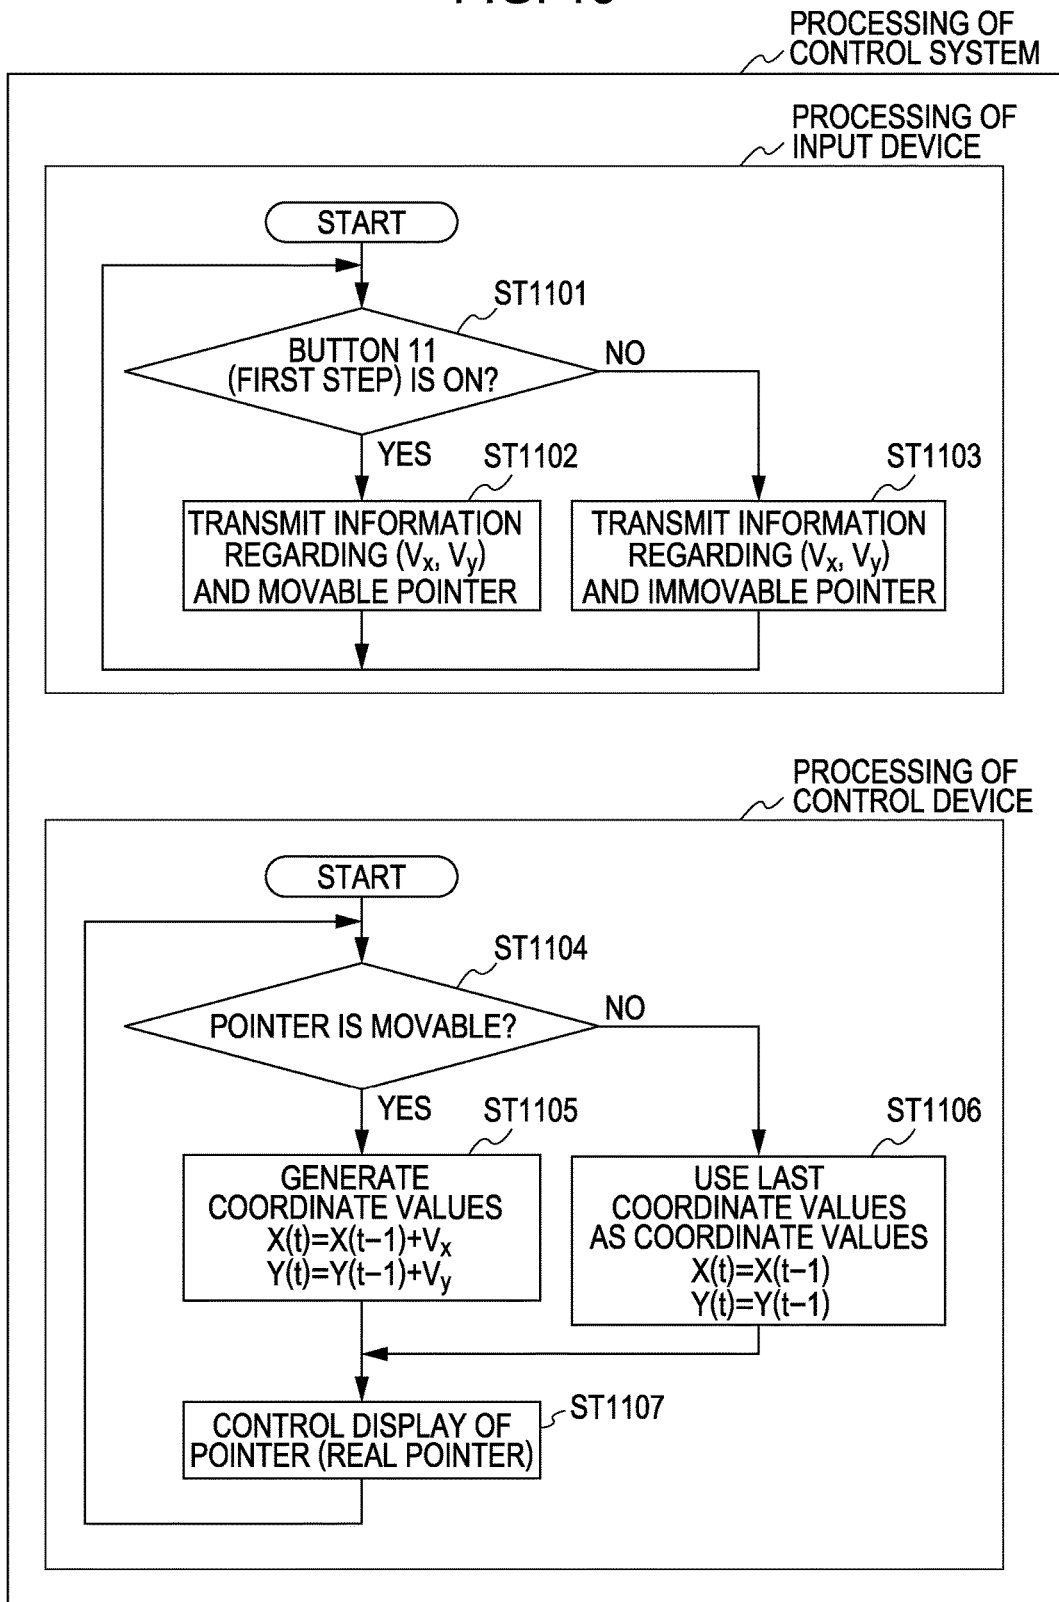 FIG.
PROCESSING OF
CONTROL SYSTEM
PROCESSING OF
INPUT DEVICE
START
ST1101
BUTTON 11
(FIRST STEP) IS ON?
NO
YES
ST1102
ST1103
TRANSMIT INFORMATION
REGARDING (Vx, Vy)
AND MOVABLE POINTER
TRANSMIT INFORMATION
REGARDING (Vx, Vy)
AND IMMOVABLE POINTER
PROCESSING OF
CONTROL DEVICE
START
ST1104
POINTER IS MOVABLE?
NO
YES
ST1105
ST1106
GENERATE
COORDINATE VALUES
X(t)=X(t−1)+Vx
Y(t)=Y(t−1)+Vy
USE LAST
COORDINATE VALUES
AS COORDINATE VALUES
X(t)=X(t−1)
Y(t)=Y(t−1)
ST1107
CONTROL DISPLAY OF
POINTER (REAL POINTER)